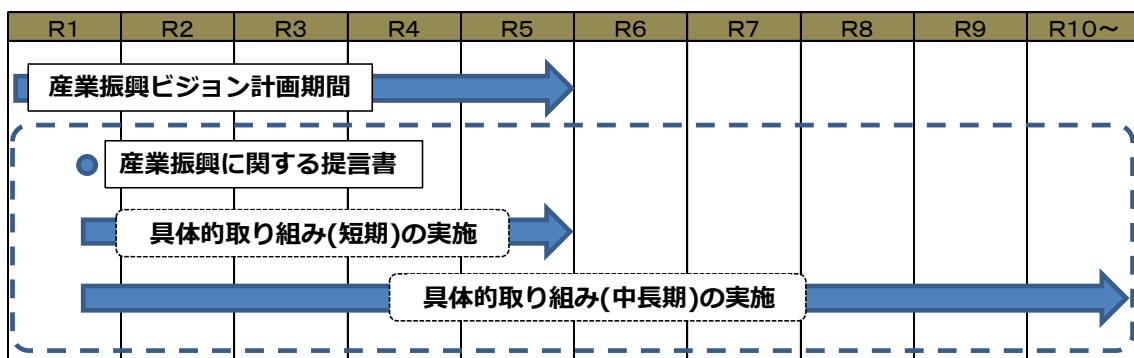 R1 R2 R3 R4 R5 R6 R7 R8 R9 R10～
産業振興ビジョン計画期間
産業振興に関する提言書
具体的取り組み(短期)の実施
具体的取り組み(中長期)の実施